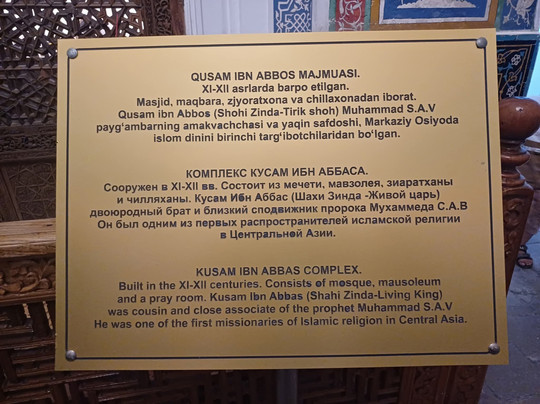 QUSAM IBN ABBOS MAJMUASI.
XI-XII asrlarda barpo etilgan.
Masjid, maqbara, zjyoratxona va chillaxonadan iborat.
Qusam ibn Abbos (Shohi Zinda-Tirik shoh) Muhammad S.A.V
payg‘ambarning amakvachchasi va yaqin safdoshi, Markaziy Osiyoda
islom dinini birinchi targ‘ibotchilaridan bo‘lgan.
КОМПЛЕКС КУСАМ ИБН АББАСА.
Сооружен в XI-XII вв. Состоит из мечети, мавзолея, зиаратханы
и чилляханы. Кусам Ибн Аббас (Шахи Зинда -Живой царь)
двоюродный брат и близкий сподвижник пророка Мухаммеда С.А.В
Он был одним из первых распространителей исламской религии
в Центральной Азии.
KUSAM IBN ABBAS COMPLEX.
Built in the XI-XII centuries. Consists of mosque, mausoleum
and a pray room. Kusam Ibn Abbas (Shahi Zinda-Living King)
was cousin and close associate of the prophet Muhammad S.A.V
He was one of the first missionaries of Islamic religion in Central Asia.